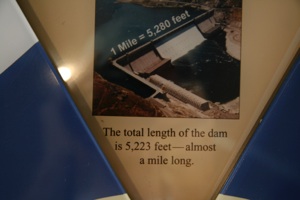 1 Mile = 5,280 feet
The total length of the dam
is 5,223 feet—almost
a mile long.